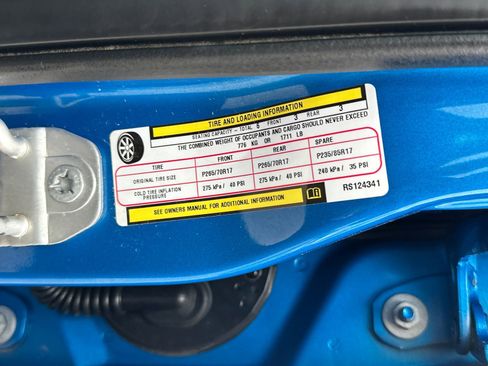 TIRE AND LOADING INFORMATION
SEATING CAPACITY - TOTAL 6 FRONT 3 REAR 3
THE COMBINED WEIGHT OF OCCUPANTS AND CARGO SHOULD NEVER EXCEED
776 KG OR 1711 LB
TIRE FRONT REAR SPARE
ORIGINAL TIRE SIZE P265/70R17 P265/70R17 P235/85R17
COLD TIRE INFLATION PRESSURE 275 kPa / 40 PSI 275 kPa / 40 PSI 240 kPa / 35 PSI
SEE OWNERS MANUAL FOR ADDITIONAL INFORMATION RS124341